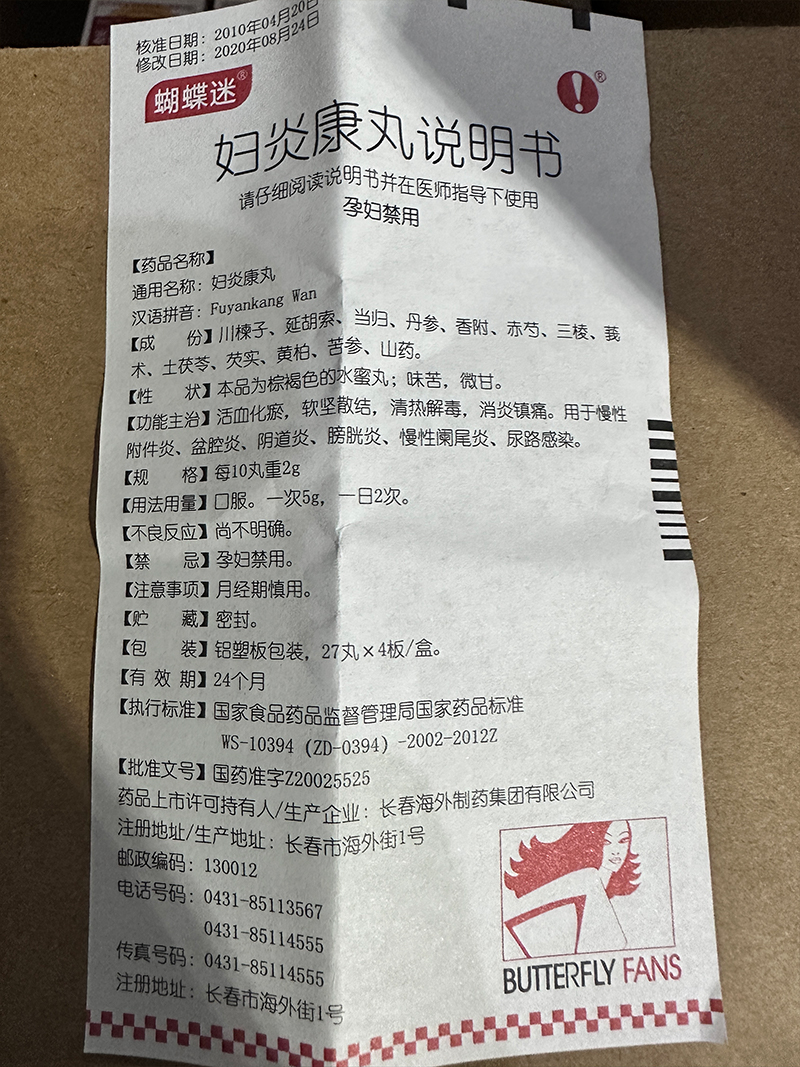 核准日期：2010年04月20日
修改日期：2020年08月24日
蝴蝶迷®
®
妇炎康丸说明书
请仔细阅读说明书并在医师指导下使用
孕妇禁用
【药品名称】
通用名称：妇炎康丸
汉语拼音：Fuyankang Wan
【成 份】川楝子、延胡索、当归、丹参、香附、赤芍、三棱、莪
术、土茯苓、芡实、黄柏、苦参、山药。
【性 状】本品为棕褐色的水蜜丸；味苦，微甘。
【功能主治】活血化瘀，软坚散结，清热解毒，消炎镇痛。用于慢性
附件炎、盆腔炎、阴道炎、膀胱炎、慢性阑尾炎、尿路感染。
【规 格】每10丸重2g
【用法用量】口服。一次5g，一日2次。
【不良反应】尚不明确。
【禁 忌】孕妇禁用。
【注意事项】月经期慎用。
【贮 藏】密封。
【包 装】铝塑板包装，27丸×4板/盒。
【有 效 期】24个月
【执行标准】国家食品药品监督管理局国家药品标准
WS-10394（ZD-0394）-2002-2012Z
【批准文号】国药准字Z20025525
药品上市许可持有人/生产企业：长春海外制药集团有限公司
注册地址/生产地址：长春市海外街1号
邮政编码：130012
电话号码：0431-85113567
0431-85114555
传真号码：0431-85114555
注册地址：长春市海外街1号
BUTTERFLY FANS